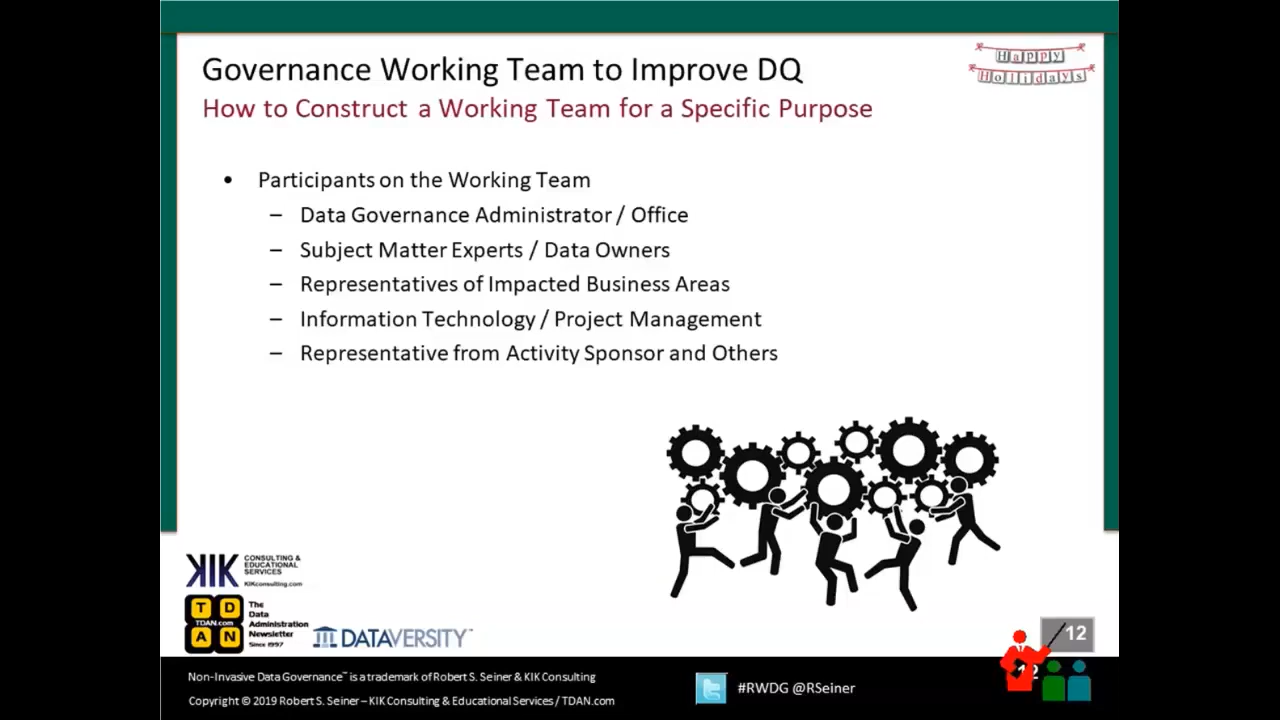 Governance Working Team to Improve DQ
Happy
Holidays
How to Construct a Working Team for a Specific Purpose
• Participants on the Working Team
– Data Governance Administrator / Office
– Subject Matter Experts / Data Owners
– Representatives of Impacted Business Areas
– Information Technology / Project Management
– Representative from Activity Sponsor and Others
KIK CONSULTING &
EDUCATIONAL
SERVICES
KIKconsulting.com
T D
TDAN.com
A N
The
Data
Administration
Newsletter
Since 1997
DATAVERSITY™
12
12
Non-Invasive Data Governance™ is a trademark of Robert S. Seiner & KIK Consulting
#RWDG @RSeiner
Copyright © 2019 Robert S. Seiner – KIK Consulting & Educational Services / TDAN.com